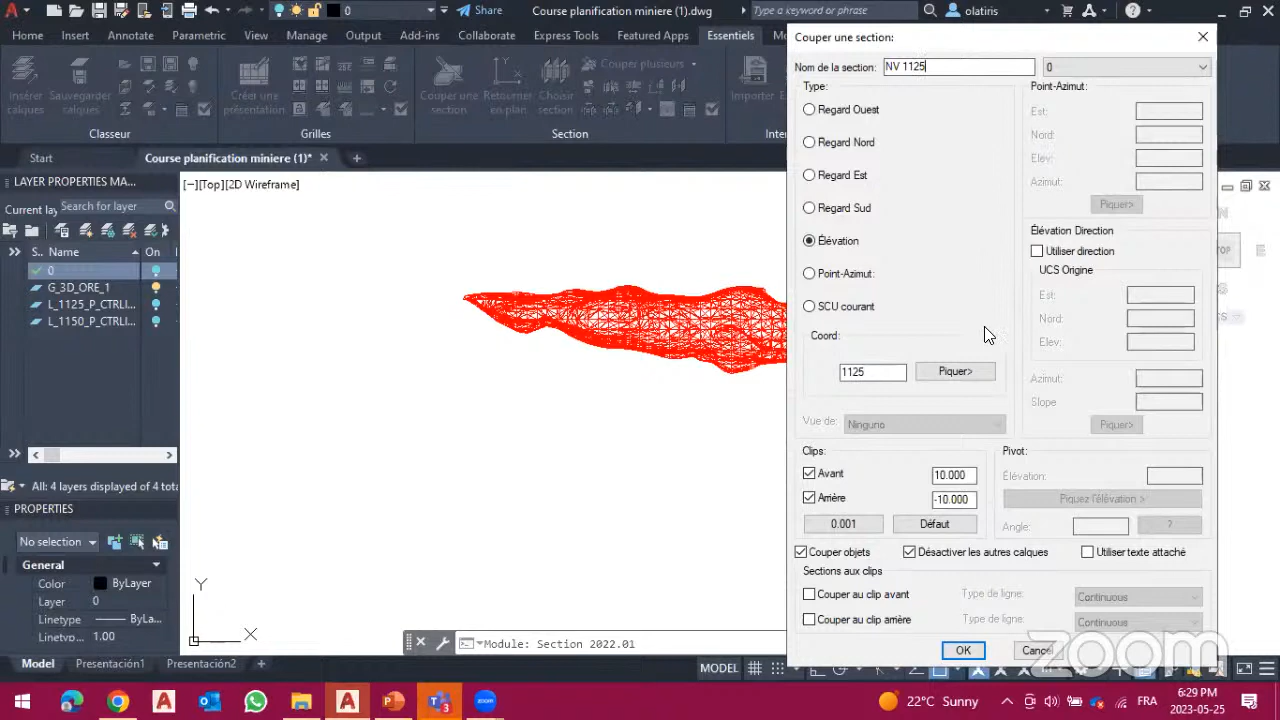 Share
Course planification miniere (1).dwg
Type a keyword or phrase
olatiris
0
Home
Insert
Annotate
Parametric
View
Manage
Output
Add-ins
Collaborate
Express Tools
Featured Apps
Essentiels
Insérer calques
Sauvegarder calques
Créer une présentation
Couper une section
Retourner en plan
Choisir section
Couper plusieurs
Importer
Classeur
Grilles
Section
Start
Course planification miniere (1)*
LAYER PROPERTIES MA...
Current lay
Search for layer
S..
Name
On
0
G_3D_ORE_1
L_1125_P_CTRLI...
L_1150_P_CTRLI...
All: 4 layers displayed of 4 tota
PROPERTIES
No selection
General
Color
ByLayer
Layer
0
Linetype
ByLa...
Linetvo...
1.00
[−][Top][2D Wireframe]
Y
X
Module: Section 2022.01
Couper une section:
Nom de la section:
NV 1125
0
Type:
Regard Ouest
Regard Nord
Regard Est
Regard Sud
Élévation
Point-Azimut:
SCU courant
Coord:
1125
Piquer>
Vue de:
Ninguno
Point-Azimut:
Est:
Nord:
Elev:
Azimut:
Piquer>
Élévation Direction
Utiliser direction
UCS Origine
Est:
Nord:
Elev:
Azimut:
Slope
Piquer>
Clips:
Avant
10.000
Arrière
-10.000
0.001
Défaut
Pivot:
Élévation:
Piquez l'élévation >
Angle:
?
Couper objets
Désactiver les autres calques
Utiliser texte attaché
Sections aux clips
Couper au clip avant
Type de ligne:
Continuous
Couper au clip arrière
Type de ligne:
Continuous
OK
Cancel
zoom
Model
Presentación1
Presentación2
MODEL
22°C Sunny
FRA
6:29 PM
2023-05-25